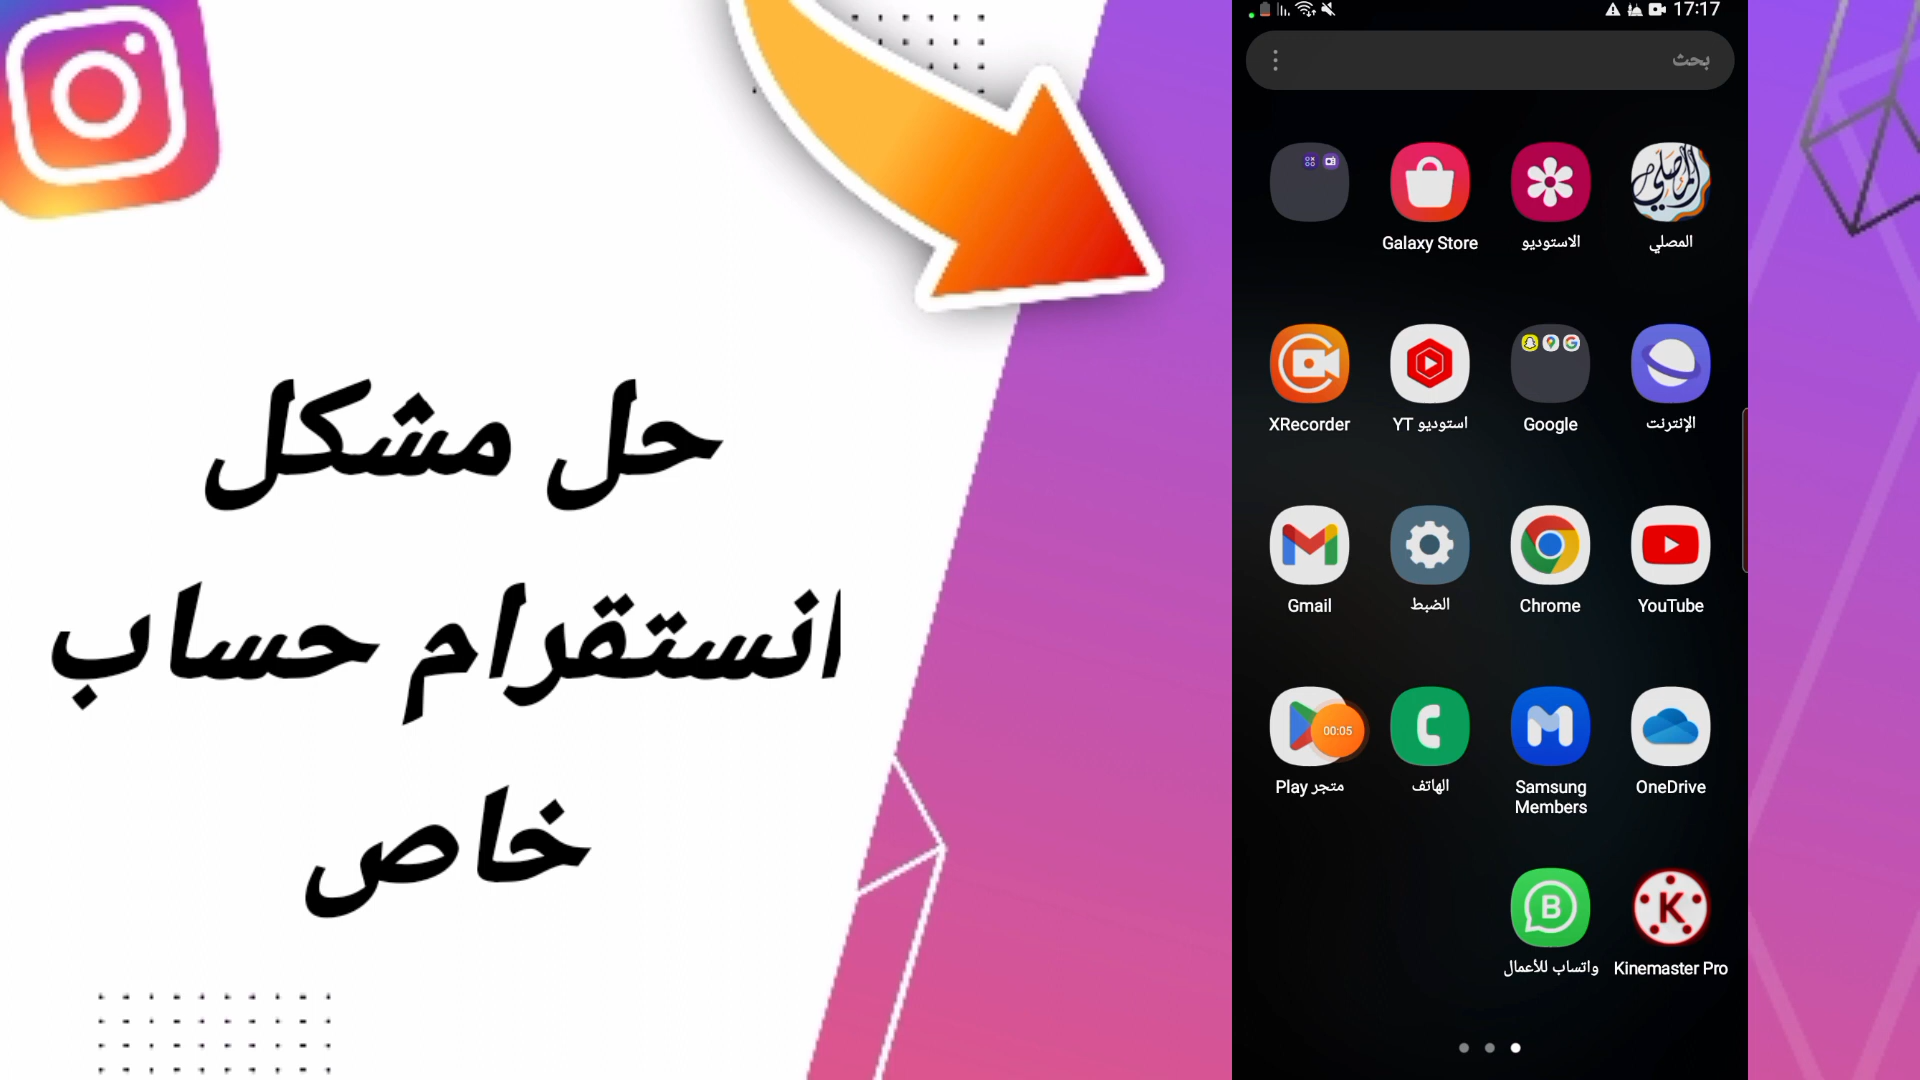 حل مشكل
انستقرام حساب
خاص
17:17
بحث
Galaxy Store
الاستوديو
المصلي
XRecorder
استوديو YT
Google
الإنترنت
Gmail
الضبط
Chrome
YouTube
00:05
متجر Play
الهاتف
Samsung
Members
OneDrive
واتساب للأعمال
Kinemaster Pro